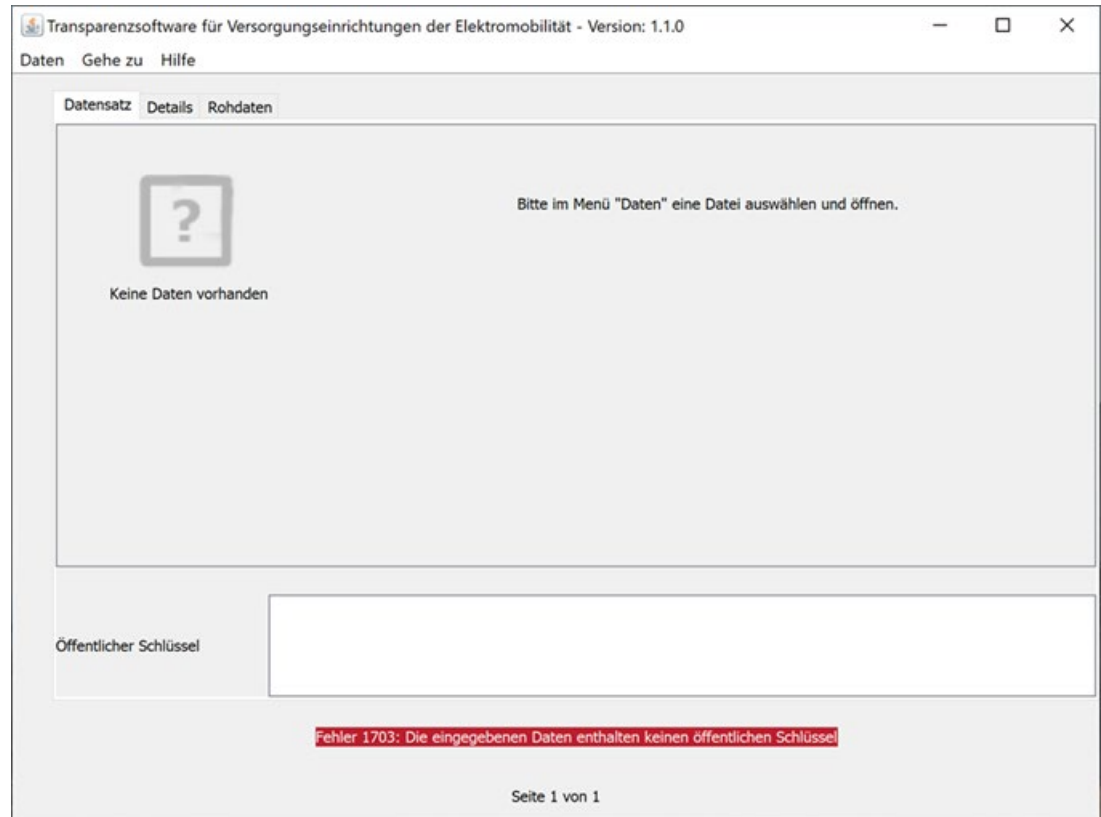 Transparenzsoftware für Versorgungseinrichtungen der Elektromobilität - Version: 1.1.0
Daten Gehe zu Hilfe
Datensatz Details Rohdaten
?
Bitte im Menü "Daten" eine Datei auswählen und öffnen.
Keine Daten vorhanden
Öffentlicher Schlüssel
Fehler 1703: Die eingegebenen Daten enthalten keinen öffentlichen Schlüssel
Seite 1 von 1